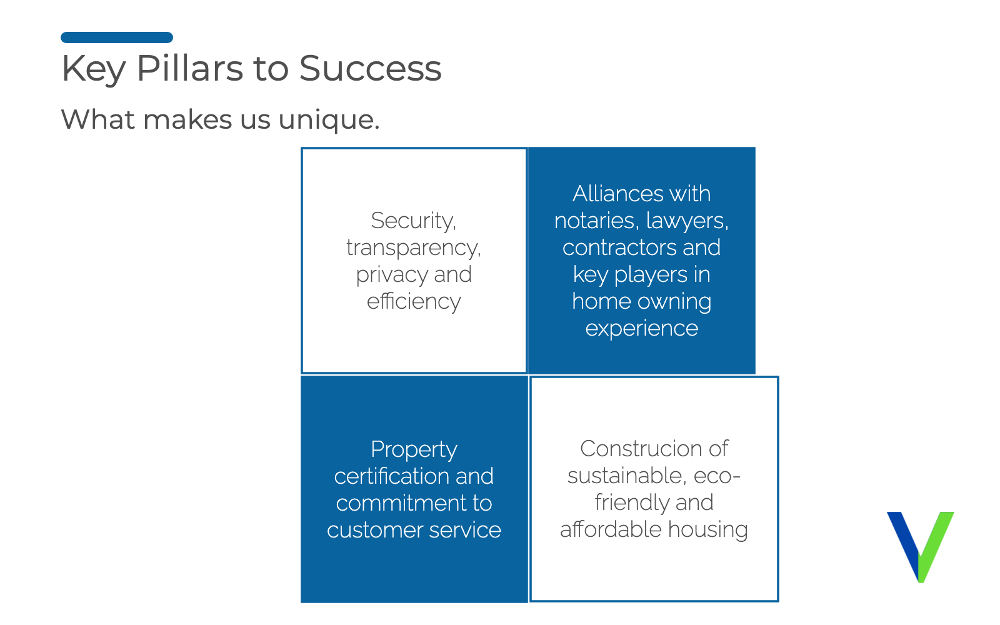 Key Pillars to Success
What makes us unique.
Security,
transparency,
privacy and
efficiency
Alliances with
notaries, lawyers,
contractors and
key players in
home owning
experience
Property
certification and
commitment to
customer service
Construcion of
sustainable, eco-
friendly and
affordable housing